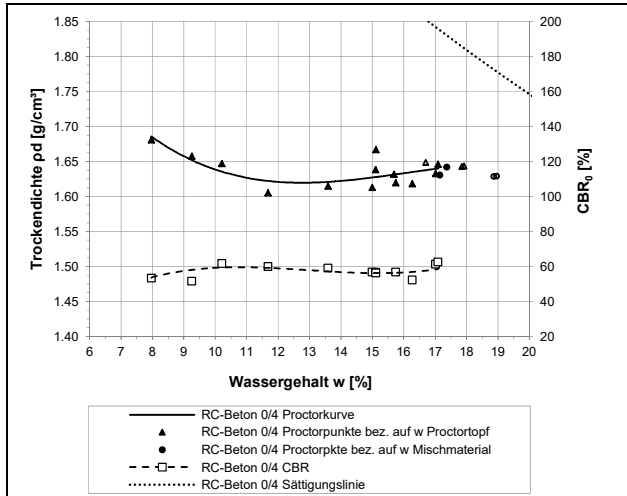 Trockendichte ρd [g/cm³]
1.85
1.80
1.75
1.70
1.65
1.60
1.55
1.50
1.45
1.40
200
180
160
140
120
100
80
60
40
20
CBR₀ [%]
6 7 8 9 10 11 12 13 14 15 16 17 18 19 20
Wassergehalt w [%]
RC-Beton 0/4 Proctorkurve
RC-Beton 0/4 Proctorpunkte bez. auf w Proctortopf
RC-Beton 0/4 Proctorpkte bez. auf w Mischmaterial
RC-Beton 0/4 CBR
RC-Beton 0/4 Sättigungslinie